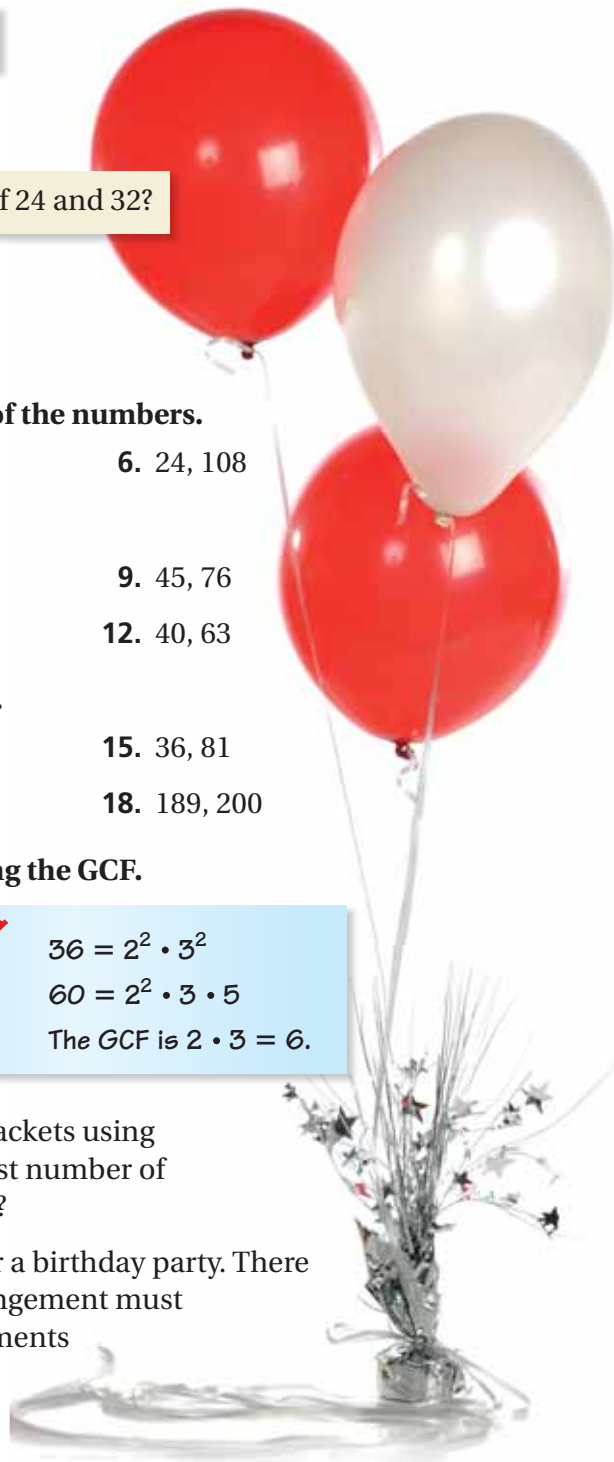 f 24 and 32?
of the numbers.
6. 24, 108
9. 45, 76
12. 40, 63
.
15. 36, 81
18. 189, 200
ng the GCF.
36 = 2² • 3²
60 = 2² • 3 • 5
The GCF is 2 • 3 = 6.
ackets using
st number of
?
r a birthday party. There
ngement must
ments